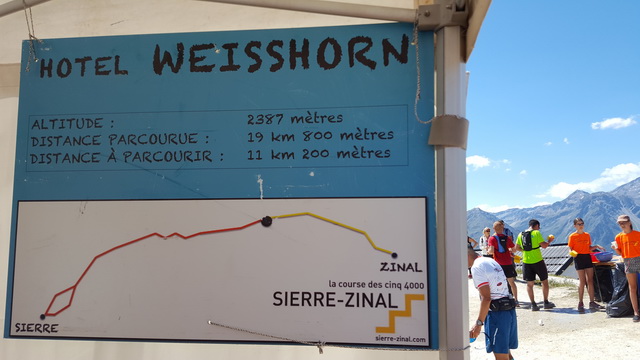 HOTEL WEISSHORN
ALTITUDE : 2387 mètres
DISTANCE PARCOURUE : 19 km 800 mètres
DISTANCE À PARCOURIR : 11 km 200 mètres
ZINAL
la course des cinq 4000
SIERRE-ZINAL
SIERRE
sierre-zinal.com